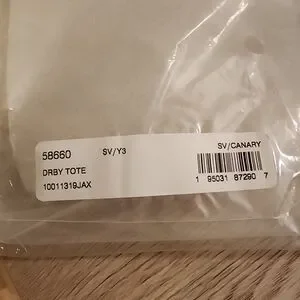 58660 SV/Y3 SV/CANARY
DRBY TOTE
10011319JAX
1 95031 87290 7